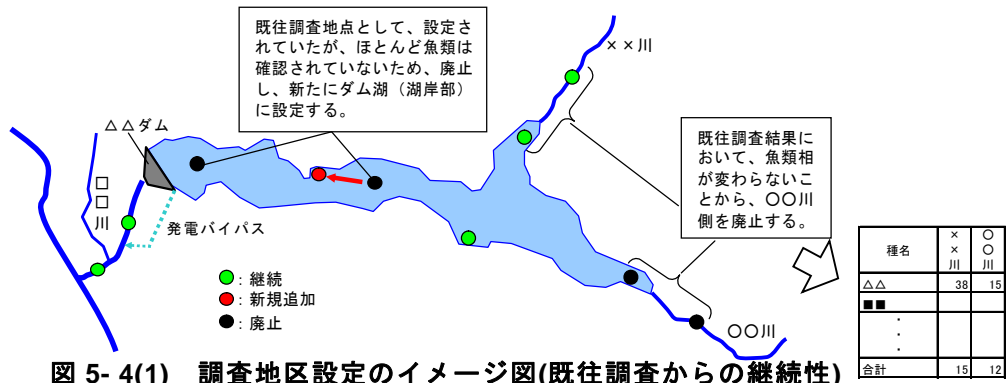 既往調査地点として、設定さ
れていたが、ほとんど魚類は
確認されていないため、廃止
し、新たにダム湖（湖岸部）
に設定する。
××川
△△ダム
□□川
発電バイパス
既往調査結果に
おいて、魚類相
が変わらないこ
とから、〇〇川
側を廃止する。
：継続
：新規追加
：廃止
〇〇川
種名 ××川 〇〇川
△△ 38 15
■■
・
・
合計 15 12
図 5- 4(1) 調査地区設定のイメージ図(既往調査からの継続性)